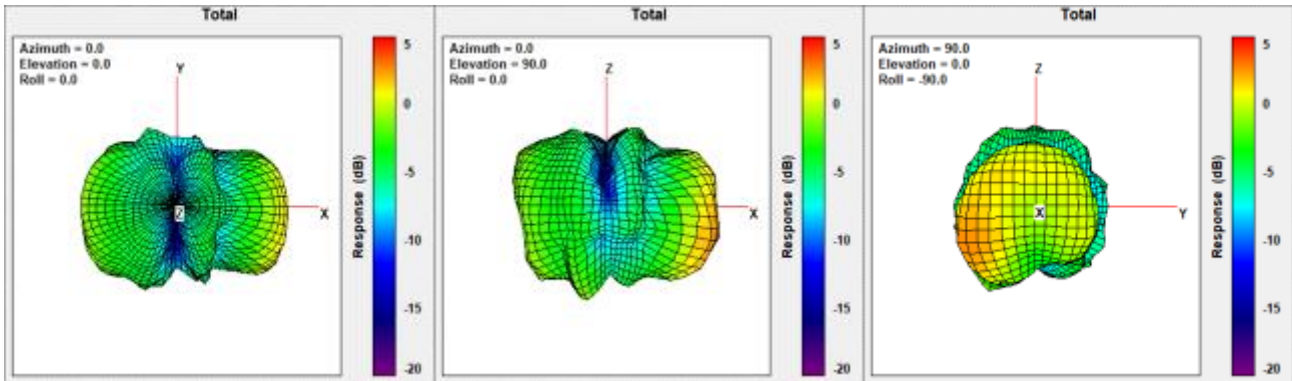 Total
Azimuth = 0.0
Elevation = 0.0
Roll = 0.0
Y
Z
X
5
0
-5
-10
-15
-20
Response (dB)
Total
Azimuth = 0.0
Elevation = 90.0
Roll = 0.0
Z
X
5
0
-5
-10
-15
-20
Response (dB)
Total
Azimuth = 90.0
Elevation = 0.0
Roll = -90.0
Z
X
Y
5
0
-5
-10
-15
-20
Response (dB)